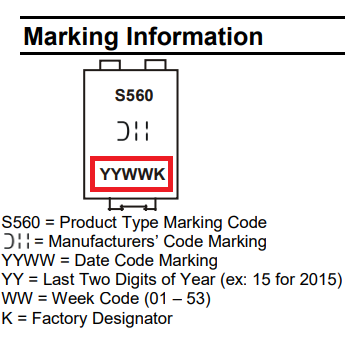 Marking Information
S560
YYWWK
S560 = Product Type Marking Code
= Manufacturers’ Code Marking
YYWW = Date Code Marking
YY = Last Two Digits of Year (ex: 15 for 2015)
WW = Week Code (01 – 53)
K = Factory Designator